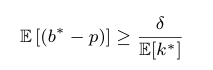 𝔼 [(b* − p)] ≥ δ / 𝔼[k*]